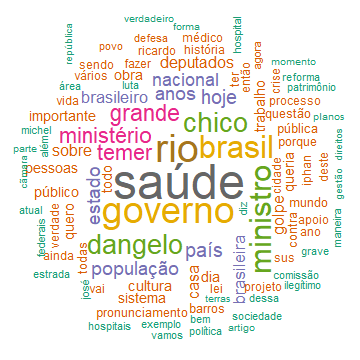 verdadeiro
forma
defesa
hospital
república
povo
médico
ricardo
história
momento
sendo
fazer
deputados
ter
então
agora
crise
reforma
vários
obra
nacional
patrimônio
área
luta
brasileiro
anos
hoje
trabalho
processo
vida
grande
questão
importante
chico
planos
michel
além
ministério
pública
parte
sobre
temer
rio
brasil
porque
câmara
pessoas
todo
saúde
ministro
golpe
cidade
queria
iphan
deste
gestão
direitos
público
estado
governo
diz
mundo
atual
quero
contra
apoio
maneira
federais
verdade
dangelo
país
ano
ainda
todas
brasileira
sus
grave
estrada
população
casa
dia
comissão
josé
vai
cultura
lei
projeto
ilegítimo
sistema
terras
dessa
pronunciamento
barros
sociedade
hospitais
exemplo
bem
política
artigo
vamos